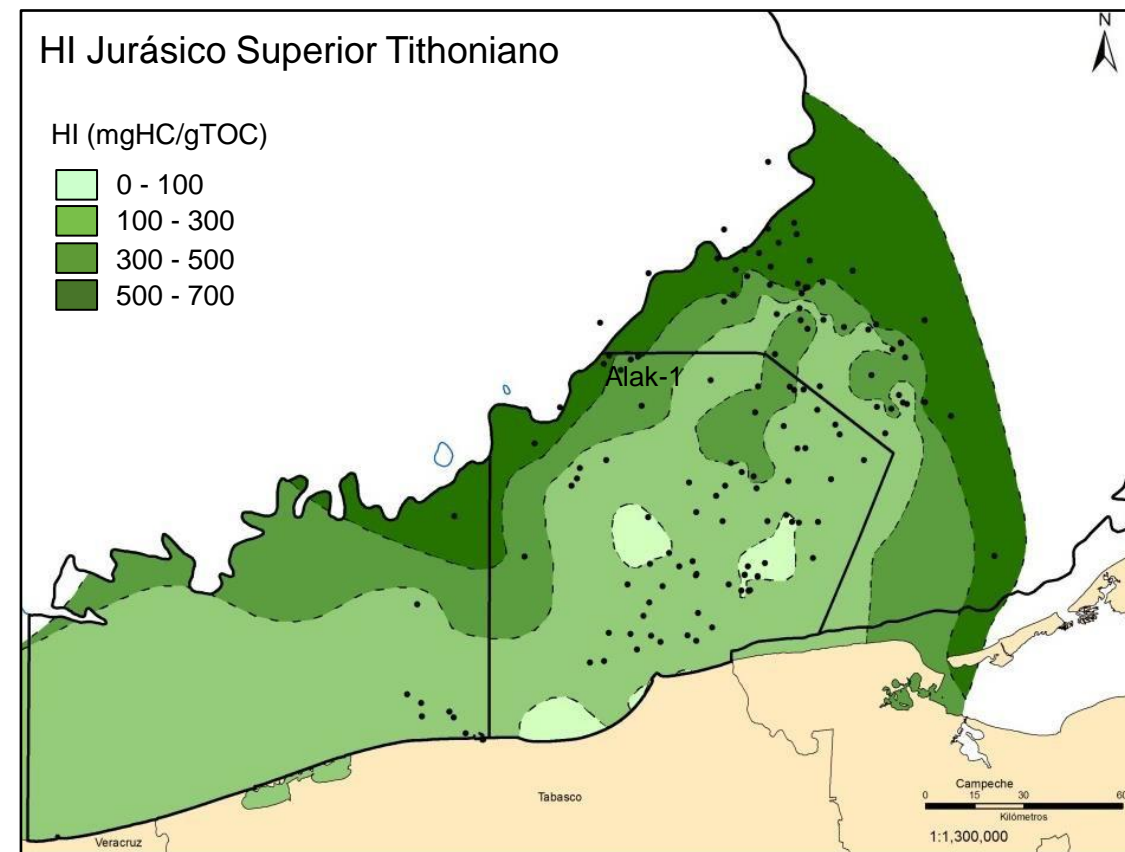 HI Jurásico Superior Tithoniano
N
HI (mgHC/gTOC)
0 - 100
100 - 300
300 - 500
500 - 700
Alak-1
Campeche
0 15 30 60
Kilómetros
1:1,300,000
Tabasco
Veracruz